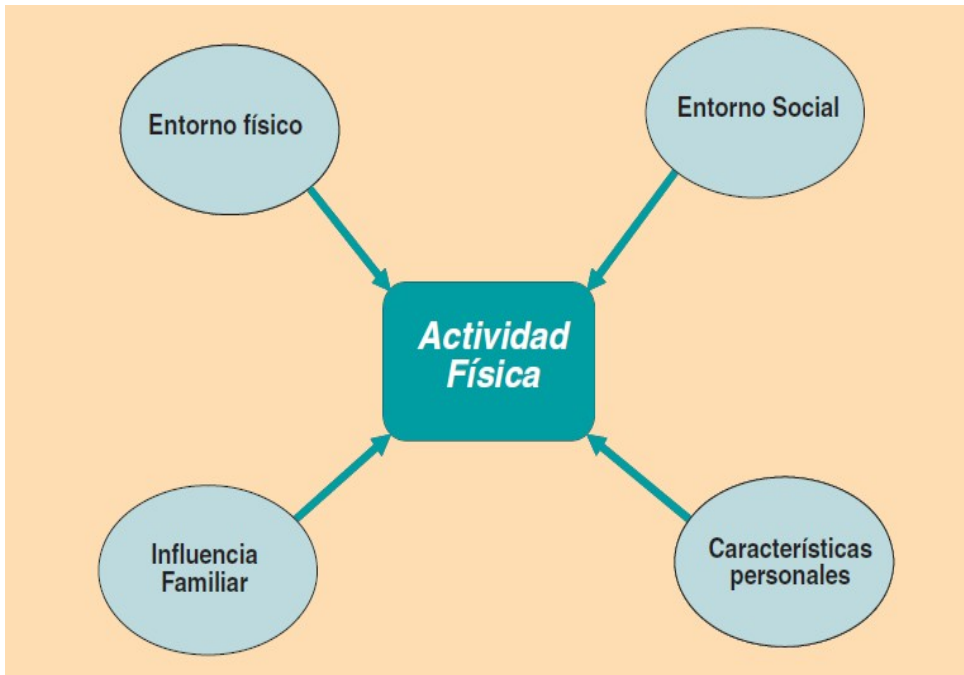 Entorno físico
Entorno Social
Actividad
Física
Influencia
Familiar
Características
personales